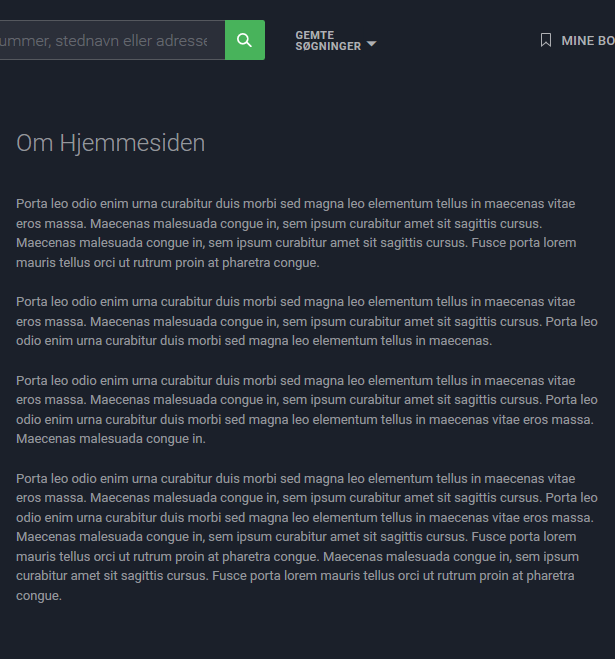 stednavn eller adresse
GEMTE
SØGNINGER
MINE
Om Hjemmesiden
Porta leo odio enim urna curabitur duis morbi sed magna leo elementum tellus in maecenas vitae
eros massa. Maecenas malesuada congue in, sem ipsum curabitur amet sit sagittis cursus.
Maecenas malesuada congue in, sem ipsum curabitur amet sit sagittis cursus. Fusce porta lorem
mauris tellus orci ut rutrum proin at pharetra congue.
Porta leo odio enim urna curabitur duis morbi sed magna leo elementum tellus in maecenas vitae
eros massa. Maecenas malesuada congue in, sem ipsum curabitur amet sit sagittis cursus. Porta leo
odio enim urna curabitur duis morbi sed magna leo elementum tellus in maecenas.
Porta leo odio enim urna curabitur duis morbi sed magna leo elementum tellus in maecenas vitae
eros massa. Maecenas malesuada congue in, sem ipsum curabitur amet sit sagittis cursus. Porta leo
odio enim urna curabitur duis morbi sed magna leo elementum tellus in maecenas vitae eros massa.
Maecenas malesuada congue in.
Porta leo odio enim urna curabitur duis morbi sed magna leo elementum tellus in maecenas vitae
eros massa. Maecenas malesuada congue in, sem ipsum curabitur amet sit sagittis cursus. Porta leo
odio enim urna curabitur duis morbi sed magna leo elementum tellus in maecenas vitae eros massa.
Maecenas malesuada congue in, sem ipsum curabitur amet sit sagittis cursus. Fusce porta lorem
mauris tellus orci ut rutrum proin at pharetra congue. Maecenas malesuada congue in, sem ipsum
curabitur amet sit sagittis cursus. Fusce porta lorem mauris tellus orci ut rutrum proin at pharetra
congue.